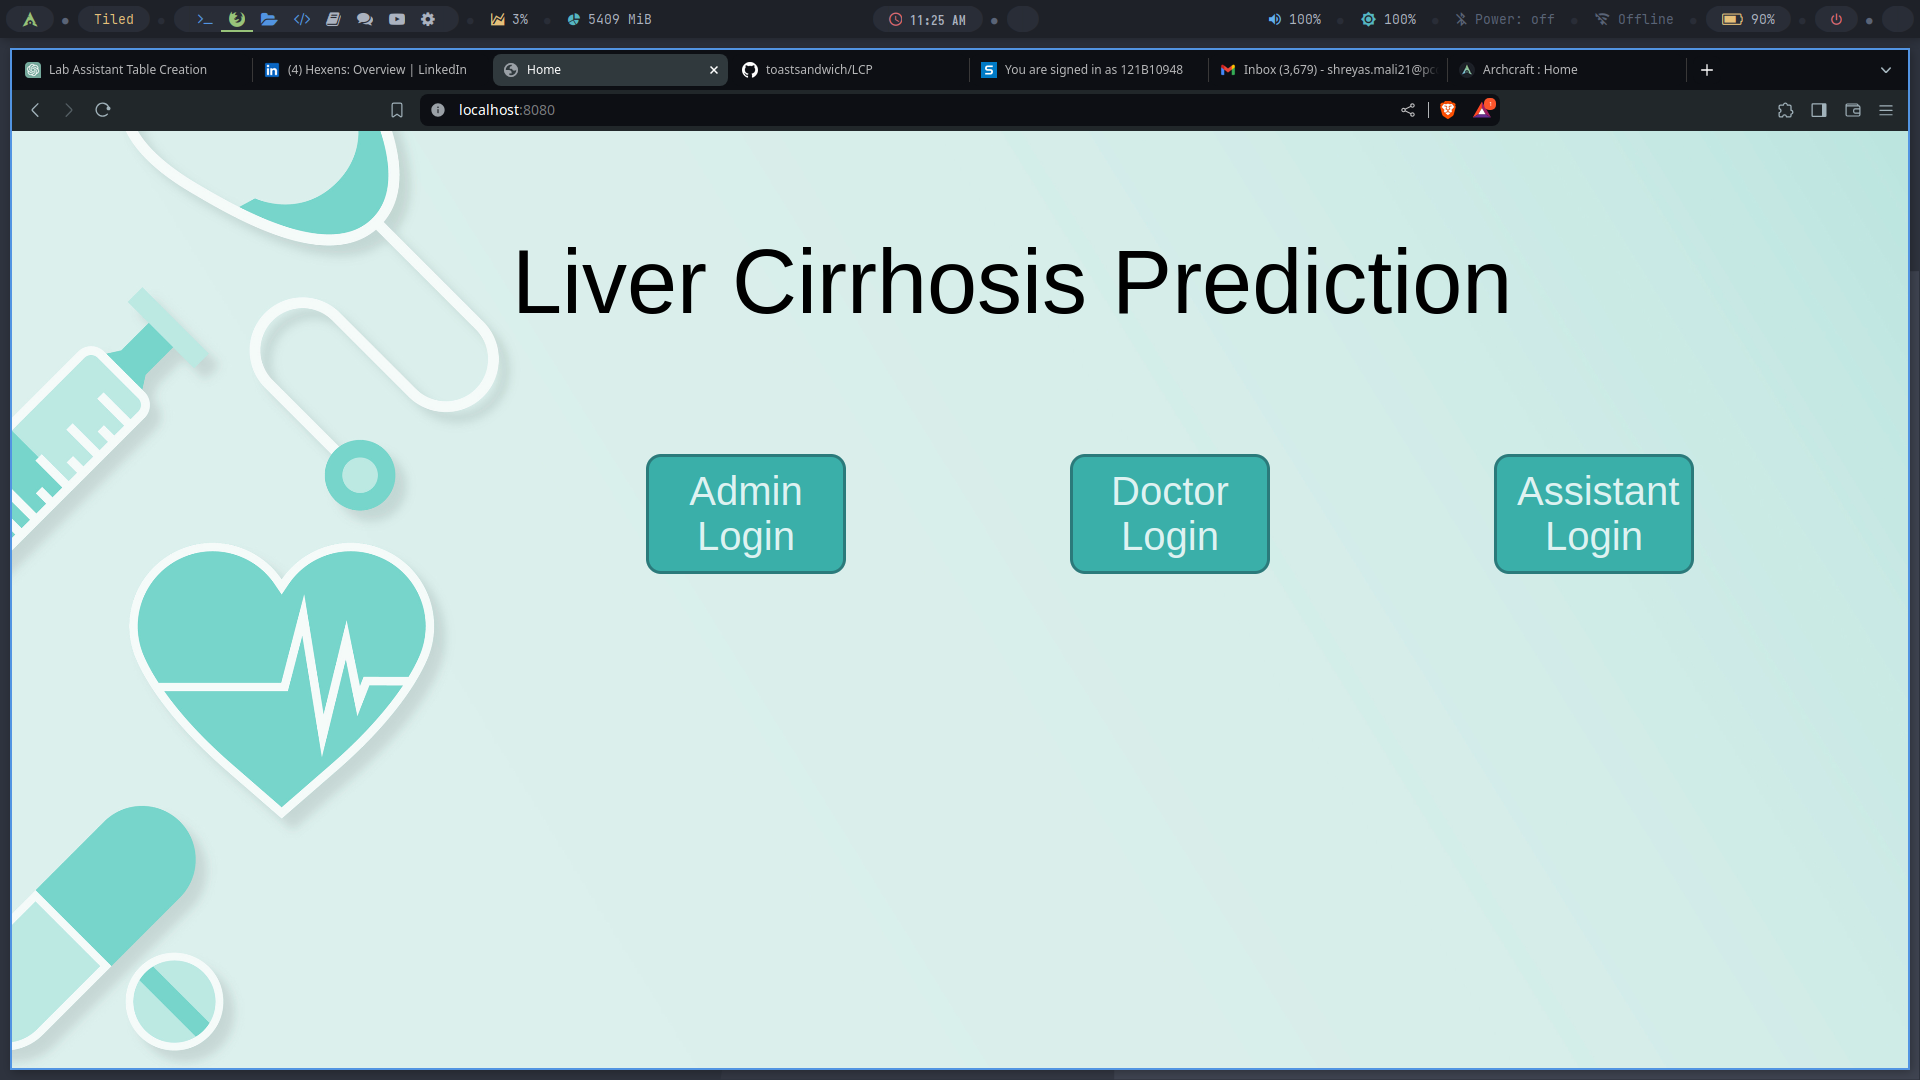 Tiled
3%
5409 MiB
11:25 AM
100%
100%
Power: off
Offline
90%
Lab Assistant Table Creation
(4) Hexens: Overview | LinkedIn
Home
toastsandwich/LCP
You are signed in as 121B10948
Inbox (3,679) - shreyas.mali21@pc
Archcraft : Home
localhost:8080
Liver Cirrhosis Prediction
Admin
Login
Doctor
Login
Assistant
Login